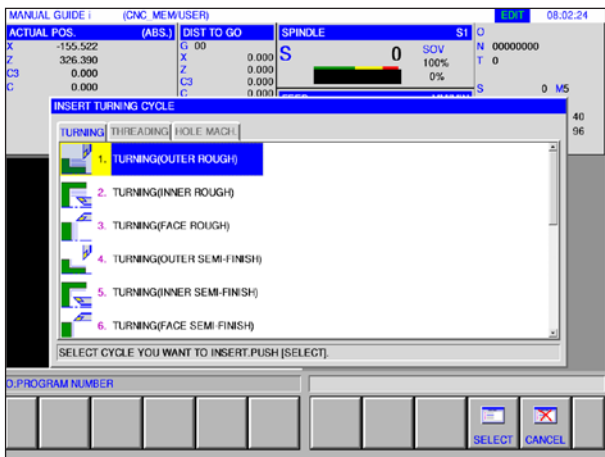 MANUAL GUIDE i (CNC_MEM/USER) EDIT 08:02:24
ACTUAL POS. (ABS.) DIST TO GO SPINDLE S1 O
X -155.522 G 00 S 0 SOV N 00000000
Z 326.390 X 0.000 100% T 0
C3 0.000 Z 0.000 0%
C 0.000 C3 0.000 S 0 M5
C 0.000
INSERT TURNING CYCLE
40
TURNING THREADING HOLE MACH. 96
1. TURNING(OUTER ROUGH)
2. TURNING(INNER ROUGH)
3. TURNING(FACE ROUGH)
4. TURNING(OUTER SEMI-FINISH)
5. TURNING(INNER SEMI-FINISH)
6. TURNING(FACE SEMI-FINISH)
SELECT CYCLE YOU WANT TO INSERT.PUSH [SELECT].
O:PROGRAM NUMBER
SELECT CANCEL